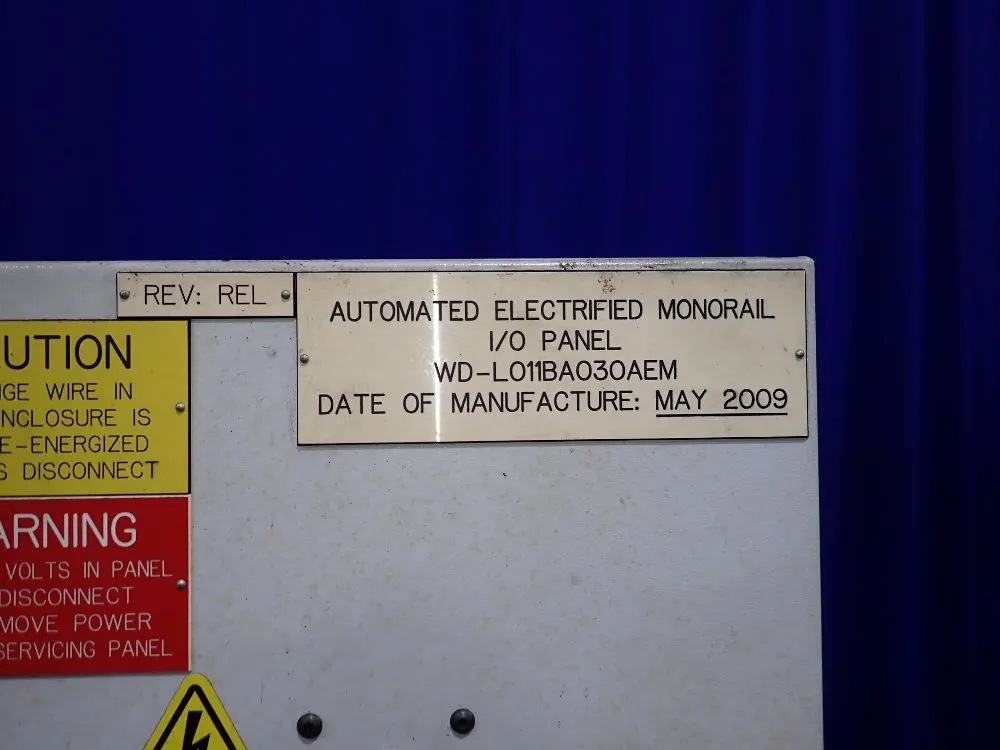 REV: REL
AUTOMATED ELECTRIFIED MONORAIL
I/O PANEL
WD-L011BA030AEM
DATE OF MANUFACTURE: MAY 2009
UTION
GE WIRE IN
NCLOSURE IS
E-ENERGIZED
S DISCONNECT
ARNING
VOLTS IN PANEL
DISCONNECT
MOVE POWER
SERVICING PANEL